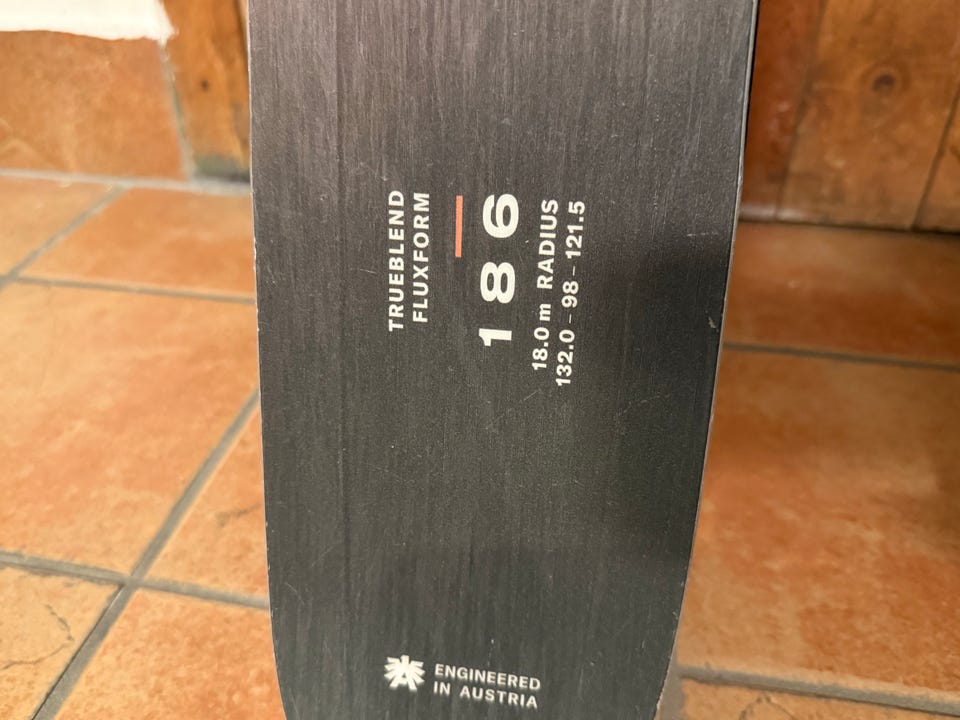 TRUEBLEND
FLUXFORM
186
18.0 m RADIUS
132.0 - 98 - 121.5
ENGINEERED
IN AUSTRIA